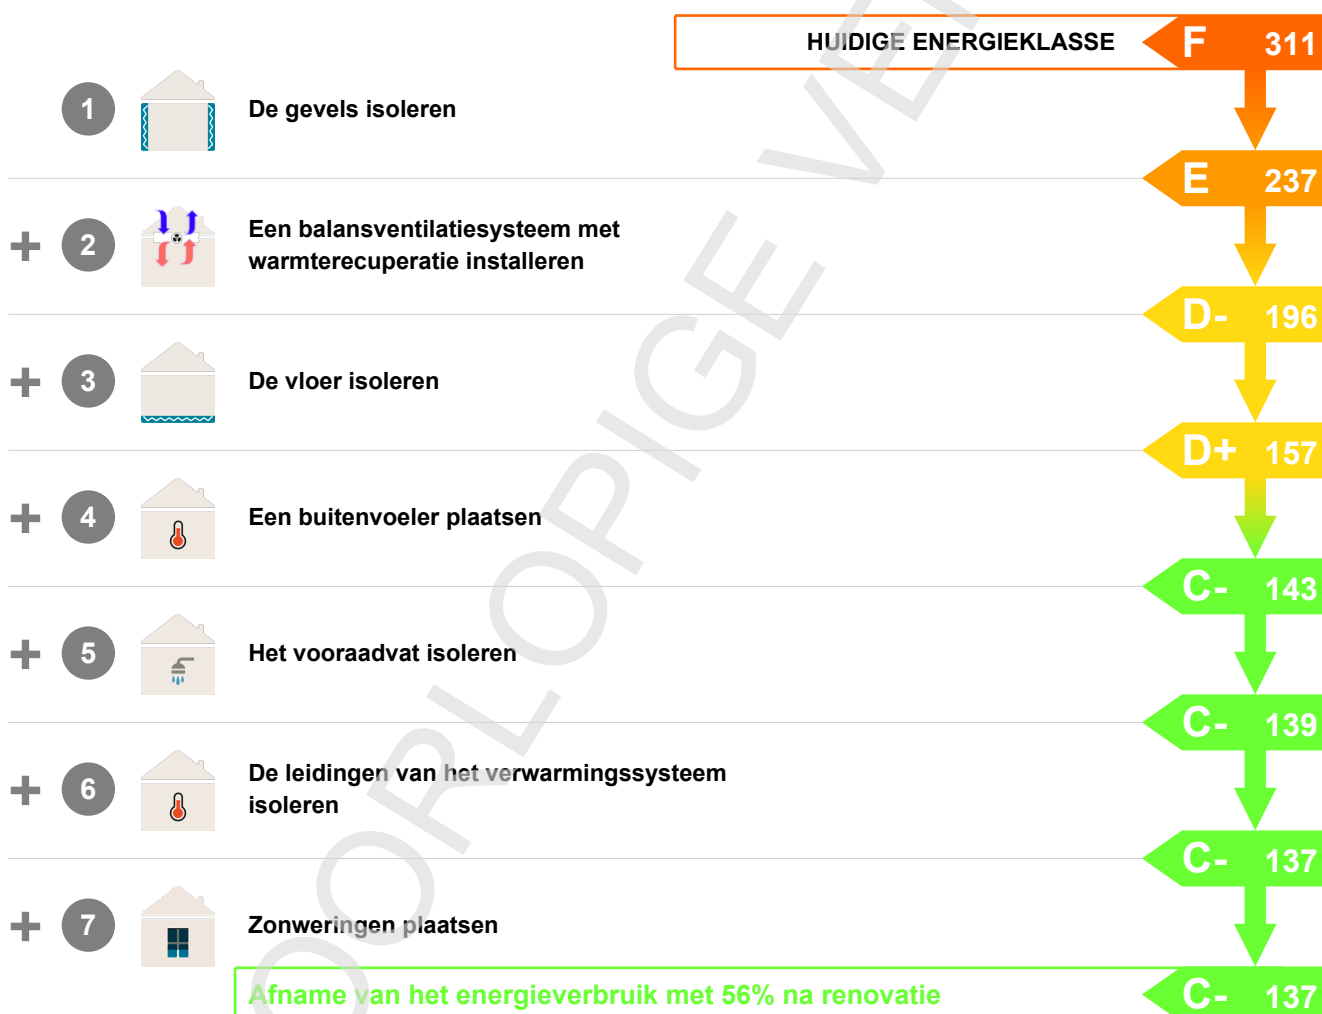 HUIDIGE ENERGIEKLASSE F 311
1 De gevels isoleren
E 237
+ 2 Een balansventilatiesysteem met
warmterecuperatie installeren
D- 196
+ 3 De vloer isoleren
D+ 157
+ 4 Een buitenvoeler plaatsen
C- 143
+ 5 Het vooraadvat isoleren
C- 139
+ 6 De leidingen van het verwarmingssysteem
isoleren
C- 137
+ 7 Zonweringen plaatsen
Afname van het energieverbruik met 56% na renovatie C- 137
OORLOPIGE VE